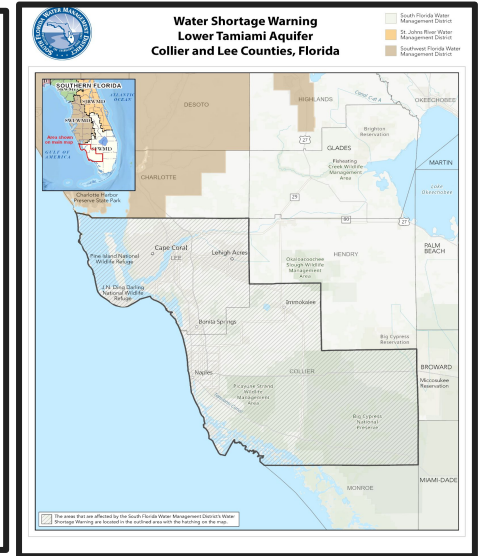 SOUTH FLORIDA WATER MANAGEMENT DISTRICT
Water Shortage Warning
Lower Tamiami Aquifer
Collier and Lee Counties, Florida
South Florida Water
Management District
St. Johns River Water
Management District
Southwest Florida Water
Management District
SOUTHERN FLORIDA
ATLANTIC
OCEAN
SJRWMD
SWFWMD
Area shown
on main map
SFWMD
GULF OF
AMERICA
DESOTO
HIGHLANDS
OKEECHOBEE
Brighton
Reservation
27
GLADES
Fisheating
Creek Wildlife
Management
Area
MARTIN
CHARLOTTE
Lake
Okeechobee
Charlotte Harbor
Preserve State Park
29
80
27
Cape Coral
LEE
Lehigh Acres
Pine Island National
Wildlife Refuge
Okaloacoochee
Slough Wildlife
Management
Area
HENDRY
PALM
BEACH
J.N. Ding Darling
National Wildlife
Refuge
Immokalee
Bonita Springs
Big Cypress
Reservation
Naples
COLLIER
BROWARD
Miccosukee
Reservation
Picayune Strand
Wildlife
Management
Area
Big Cypress
National
Preserve
MIAMI-DADE
MONROE
The areas that are affected by the South Florida Water Management District's Water
Shortage Warning are located in the outlined area with the hatching on the map.